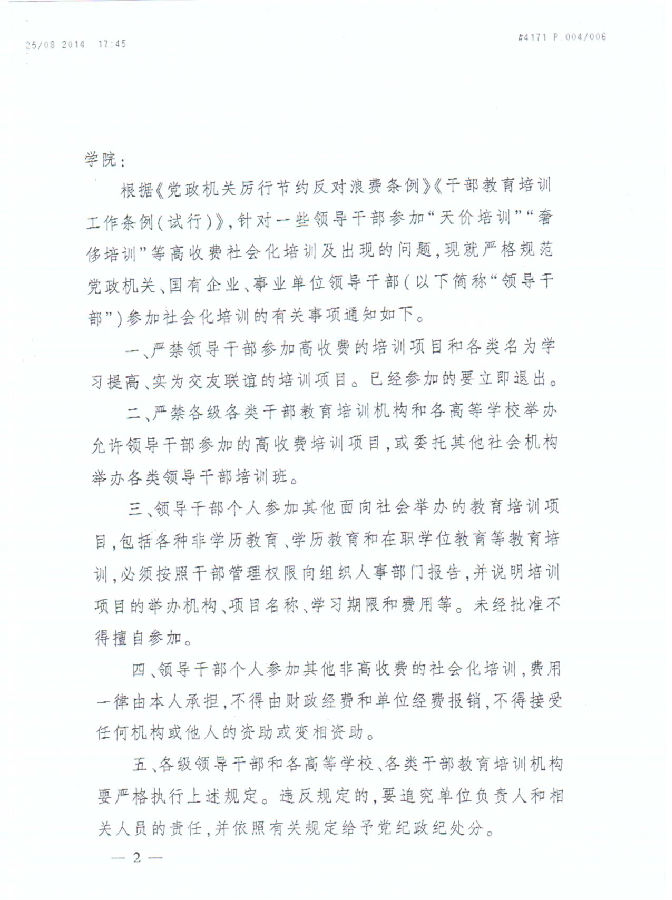 25/08 2014 17:45 #4171 P.004/006
学院：
根据《党政机关厉行节约反对浪费条例》《干部教育培训
工作条例(试行)》，针对一些领导干部参加“天价培训”“奢
侈培训”等高收费社会化培训及出现的问题，现就严格规范
党政机关、国有企业、事业单位领导干部(以下简称“领导干
部”)参加社会化培训的有关事项通知如下。
一、严禁领导干部参加高收费的培训项目和各类名为学
习提高、实为交友联谊的培训项目。已经参加的要立即退出。
二、严禁各级各类干部教育培训机构和各高等学校举办
允许领导干部参加的高收费培训项目，或委托其他社会机构
举办各类领导干部培训班。
三、领导干部个人参加其他面向社会举办的教育培训项
目，包括各种非学历教育、学历教育和在职学位教育等教育培
训，必须按照干部管理权限向组织人事部门报告，并说明培训
项目的举办机构、项目名称、学习期限和费用等。未经批准不
得擅自参加。
四、领导干部个人参加其他非高收费的社会化培训，费用
一律由本人承担，不得由财政经费和单位经费报销，不得接受
任何机构或他人的资助或变相资助。
五、各级领导干部和各高等学校、各类干部教育培训机构
要严格执行上述规定。违反规定的，要追究单位负责人和相
关人员的责任，并依照有关规定给予党纪政纪处分。
— 2 —